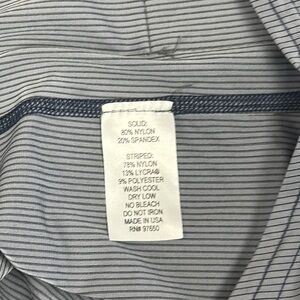 SOLID:
80% NYLON
20% SPANDEX
STRIPED:
78% NYLON
13% LYCRA®
9% POLYESTER
WASH COOL
DRY LOW
NO BLEACH
DO NOT IRON
MADE IN USA
RN# 97650